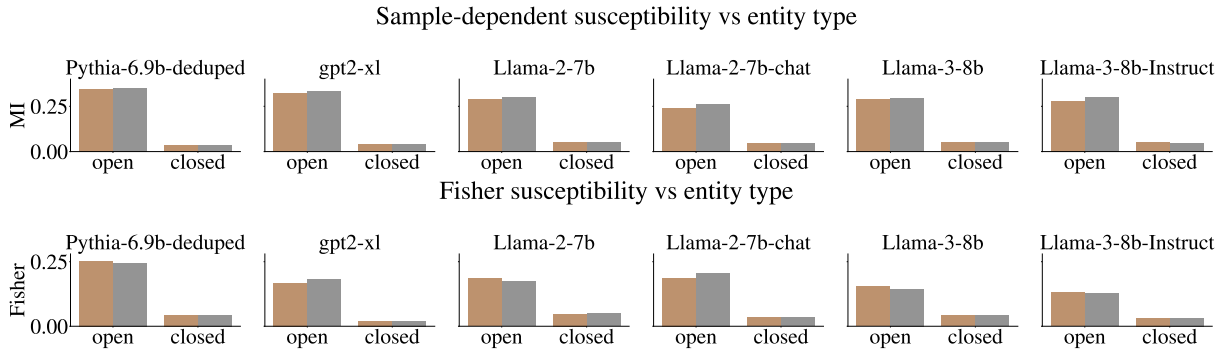 Sample-dependent susceptibility vs entity type
Pythia-6.9b-deduped gpt2-xl Llama-2-7b Llama-2-7b-chat Llama-3-8b Llama-3-8b-Instruct
MI
0.25
0.00
open closed open closed open closed open closed open closed open closed
Fisher susceptibility vs entity type
Pythia-6.9b-deduped gpt2-xl Llama-2-7b Llama-2-7b-chat Llama-3-8b Llama-3-8b-Instruct
Fisher
0.25
0.00
open closed open closed open closed open closed open closed open closed